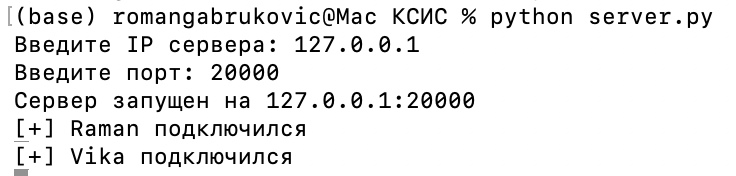 [(base) romangabrukovic@Mac КСИС % python server.py
Введите IP сервера: 127.0.0.1
Введите порт: 20000
Сервер запущен на 127.0.0.1:20000
[+] Raman подключился
[+] Vika подключился